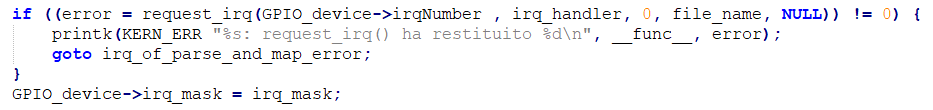 if ((error = request_irq(GPIO_device->irqNumber , irq_handler, 0, file_name, NULL)) != 0) {
printk(KERN_ERR "%s: request_irq() ha restituito %d\n", __func__, error);
goto irq_of_parse_and_map_error;
}
GPIO_device->irq_mask = irq_mask;